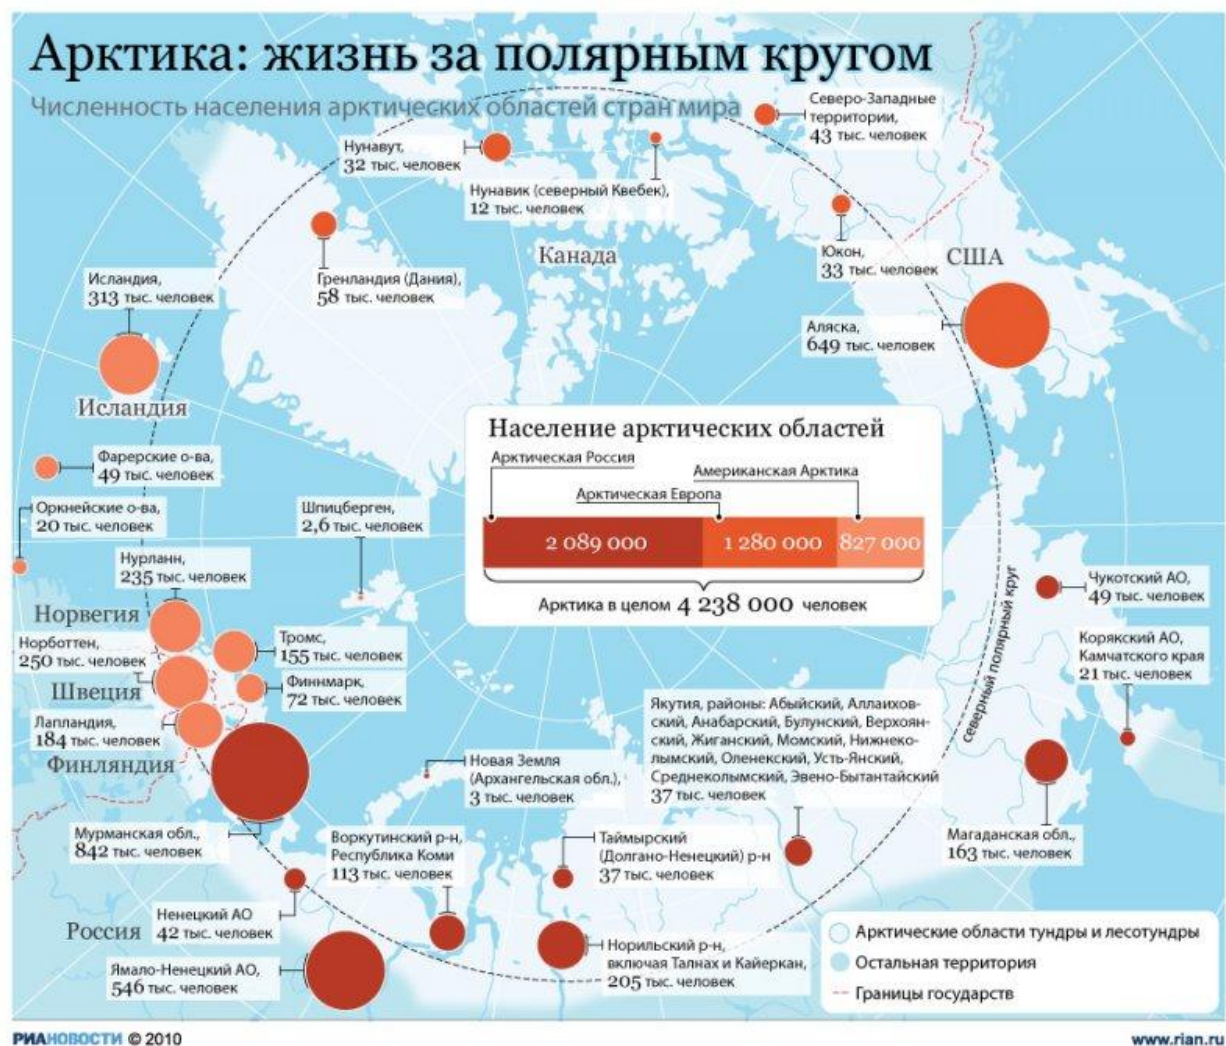 Арктика: жизнь за полярным кругом
Численность населения арктических областей стран мира
Северо-Западные
территории,
43 тыс. человек
Нунавут,
32 тыс. человек
Нунавик (северный Квебек),
12 тыс. человек
Канада
Юкон,
33 тыс. человек
США
Гренландия (Дания),
58 тыс. человек
Исландия,
313 тыс. человек
Исландия
Аляска,
649 тыс. человек
Население арктических областей
Арктическая Россия
Американская Арктика
Арктическая Европа
2 089 000
1 280 000
827 000
Арктика в целом 4 238 000 человек
Фарерские о-ва,
49 тыс. человек
Оркнейские о-ва,
20 тыс. человек
Шпицберген,
2,6 тыс. человек
Нурланн,
235 тыс. человек
Норвегия
Норботтен,
250 тыс. человек
Тромс,
155 тыс. человек
Швеция
Финнмарк,
72 тыс. человек
Лапландия,
184 тыс. человек
Финляндия
северный полярный круг
Чукотский АО,
49 тыс. человек
Корякский АО,
Камчатского края
21 тыс. человек
Якутия, районы: Абыйский, Аллаихов-
ский, Анабарский, Булунский, Верхоян-
ский, Жиганский, Момский, Нижнеко-
лымский, Оленекский, Усть-Янский,
Среднеколымский, Эвено-Бытантайский
37 тыс. человек
Новая Земля
(Архангельская обл.),
3 тыс. человек
Мурманская обл.,
842 тыс. человек
Воркутинский р-н,
Республика Коми
113 тыс. человек
Таймырский
(Долгано-Ненецкий) р-н
37 тыс. человек
Магаданская обл.,
163 тыс. человек
Ненецкий АО
42 тыс. человек
Россия
Ямало-Ненецкий АО,
546 тыс. человек
Норильский р-н,
включая Талнах и Кайеркан,
205 тыс. человек
Арктические области тундры и лесотундры
Остальная территория
Границы государств
РИАНОВОСТИ © 2010
www.rian.ru